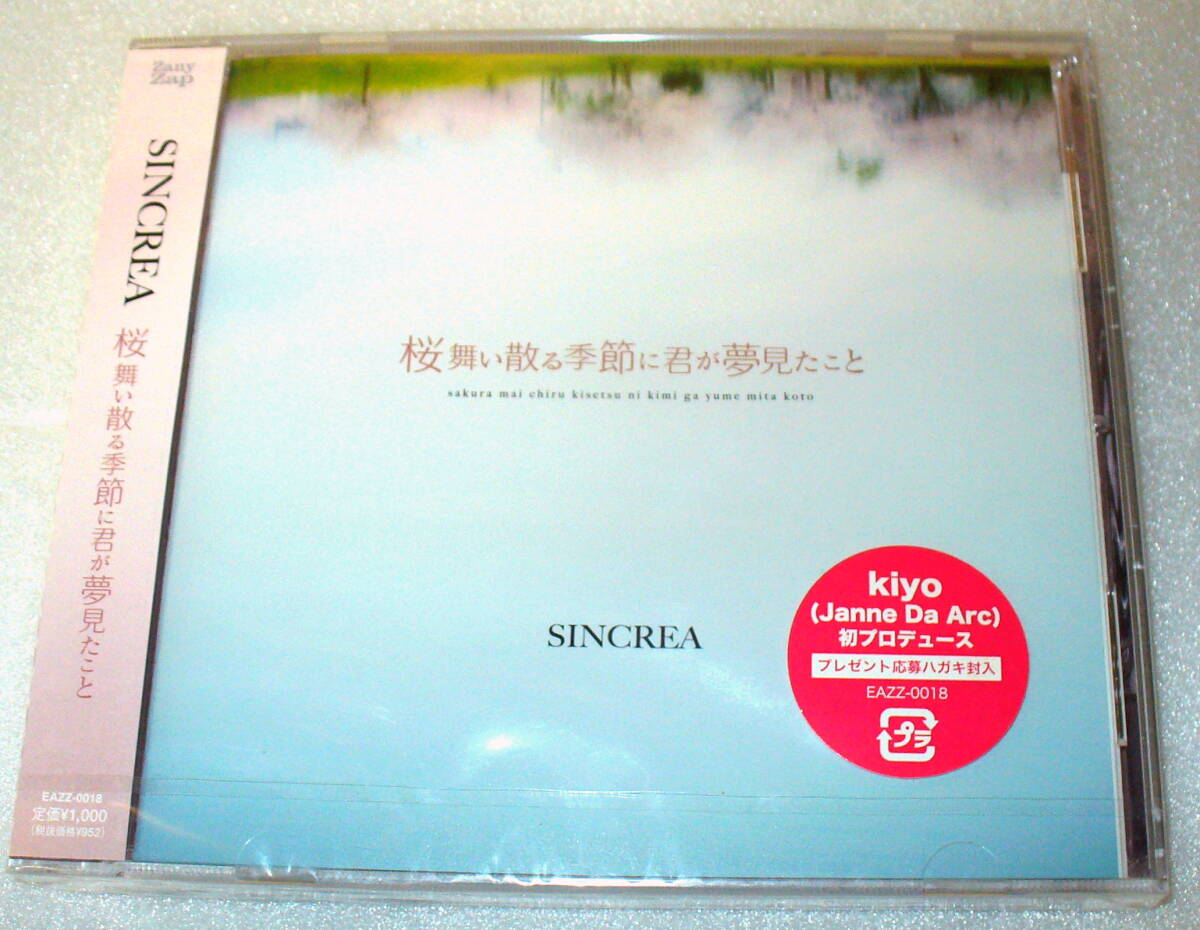 Zany
Zap
SINCREA
桜舞い散る季節に君が夢見たこと
EAZZ-0018
定価¥1,000
(税抜価格¥952)
桜舞い散る季節に君が夢見たこと
sakura mai chiru kisetsu ni kimi ga yume mita koto
SINCREA
kiyo
(Janne Da Arc)
初プロデュース
プレゼント応募ハガキ封入
EAZZ-0018
プラ